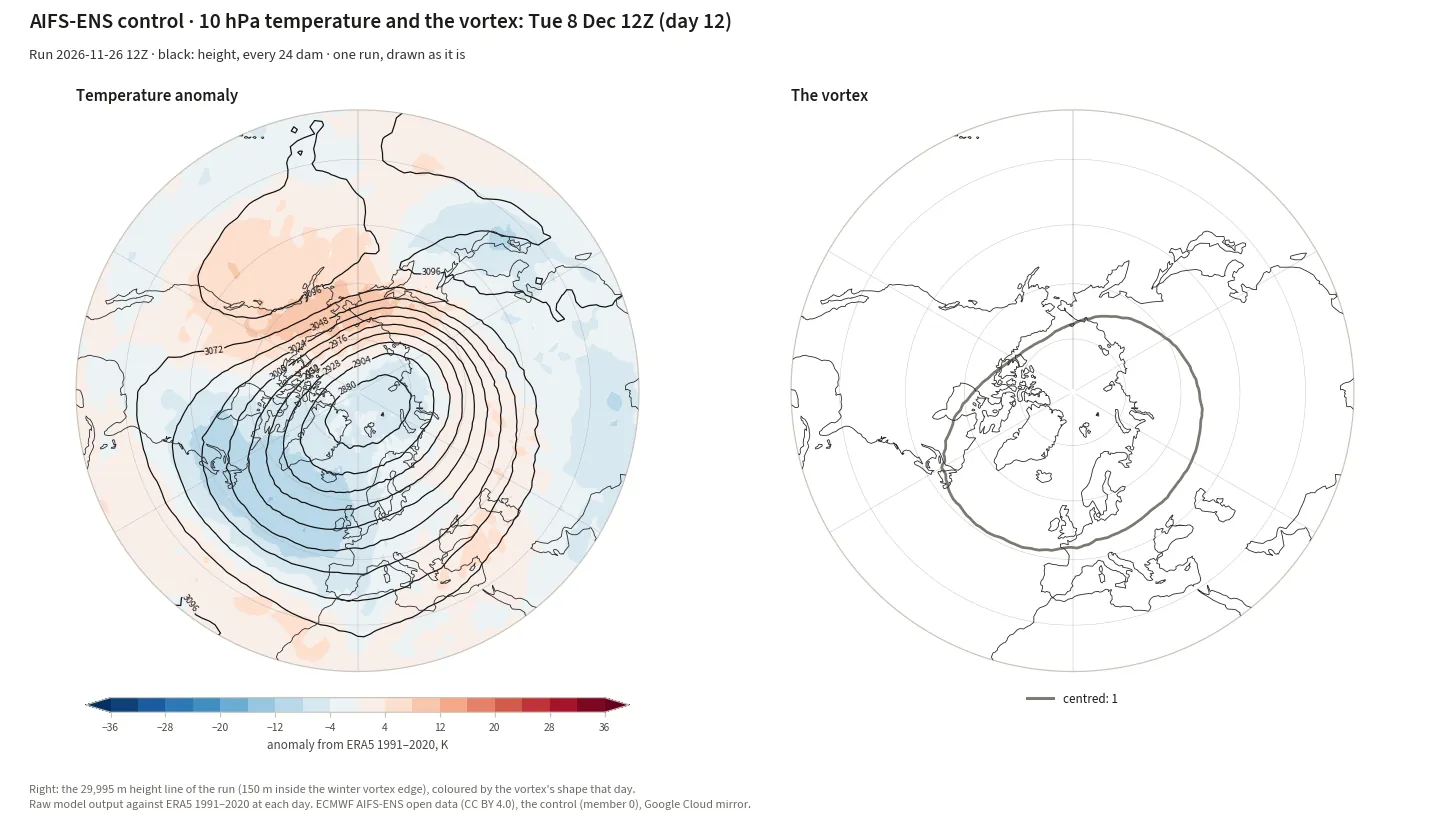 AIFS-ENS control · 10 hPa temperature and the vortex: Tue 8 Dec 12Z (day 12)
Run 2026-11-26 12Z · black: height, every 24 dam · one run, drawn as it is
Temperature anomaly
The vortex
3096
3096
3048
3072
3024
2976
3000
2928
2904
2880
3096
centred: 1
−36 −28 −20 −12 −4 4 12 20 28 36
anomaly from ERA5 1991–2020, K
Right: the 29,995 m height line of the run (150 m inside the winter vortex edge), coloured by the vortex's shape that day.
Raw model output against ERA5 1991–2020 at each day. ECMWF AIFS-ENS open data (CC BY 4.0), the control (member 0), Google Cloud mirror.